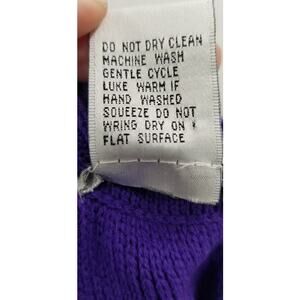 DO NOT DRY CLEAN
MACHINE WASH
GENTLE CYCLE
LUKE WARM IF
HAND WASHED
SQUEEZE DO NOT
WRING DRY ON
FLAT SURFACE